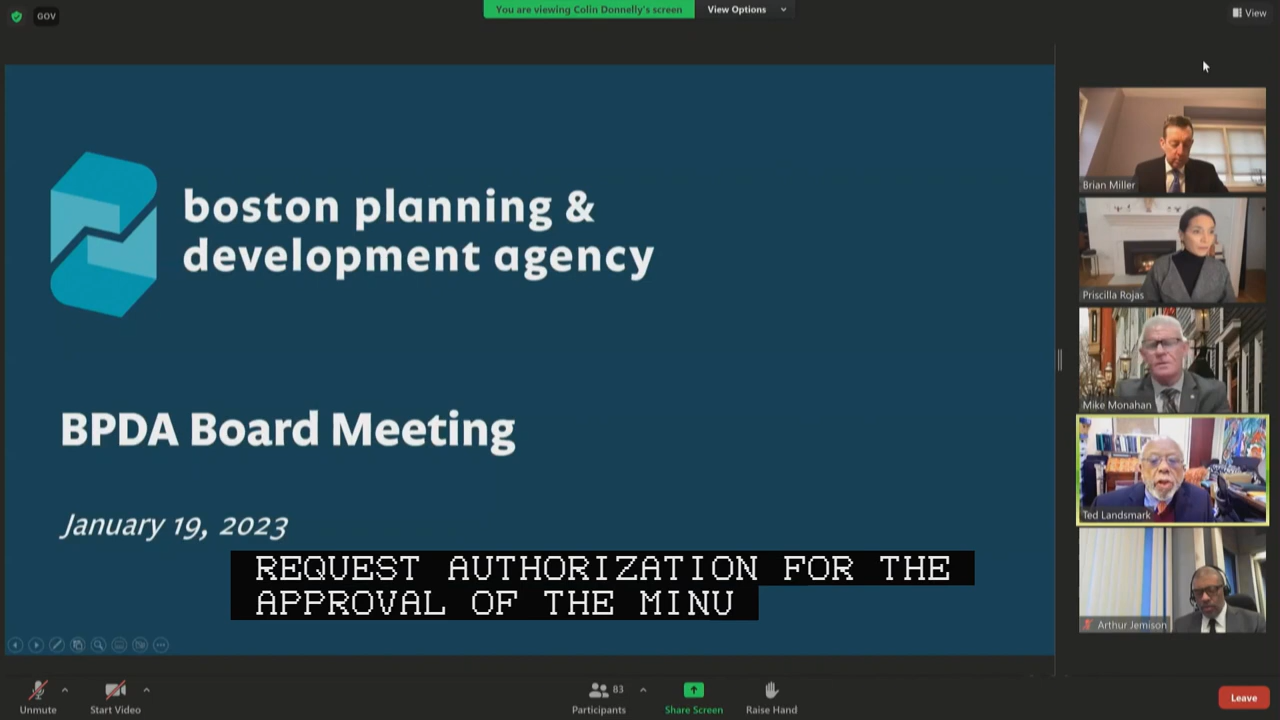 GOV
You are viewing Colin Donnelly's screen
View Options
View
boston planning &
development agency
BPDA Board Meeting
January 19, 2023
REQUEST AUTHORIZATION FOR THE
APPROVAL OF THE MINU
Brian Miller
Priscilla Rojas
Mike Monahan
Ted Landsmark
Arthur Jemison
Unmute
Start Video
83
Participants
Share Screen
Raise Hand
Leave